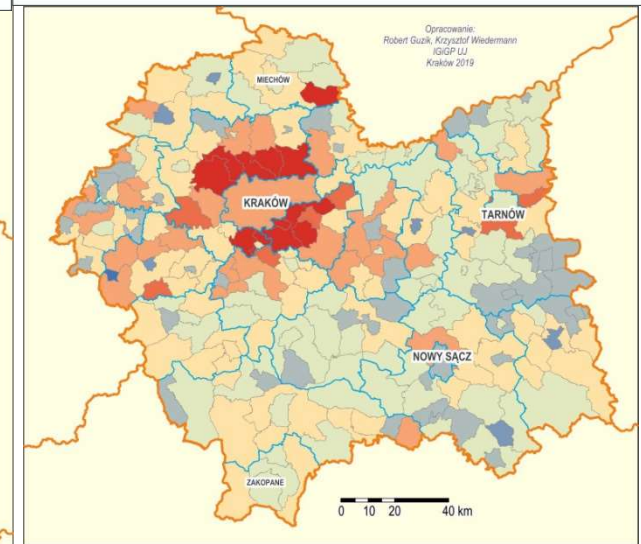 Opracowanie:
Robert Guzik, Krzysztof Wiedermann
IGiGP UJ
Kraków 2019
MIECHÓW
KRAKÓW
TARNÓW
NOWY SĄCZ
ZAKOPANE
0 10 20 40 km